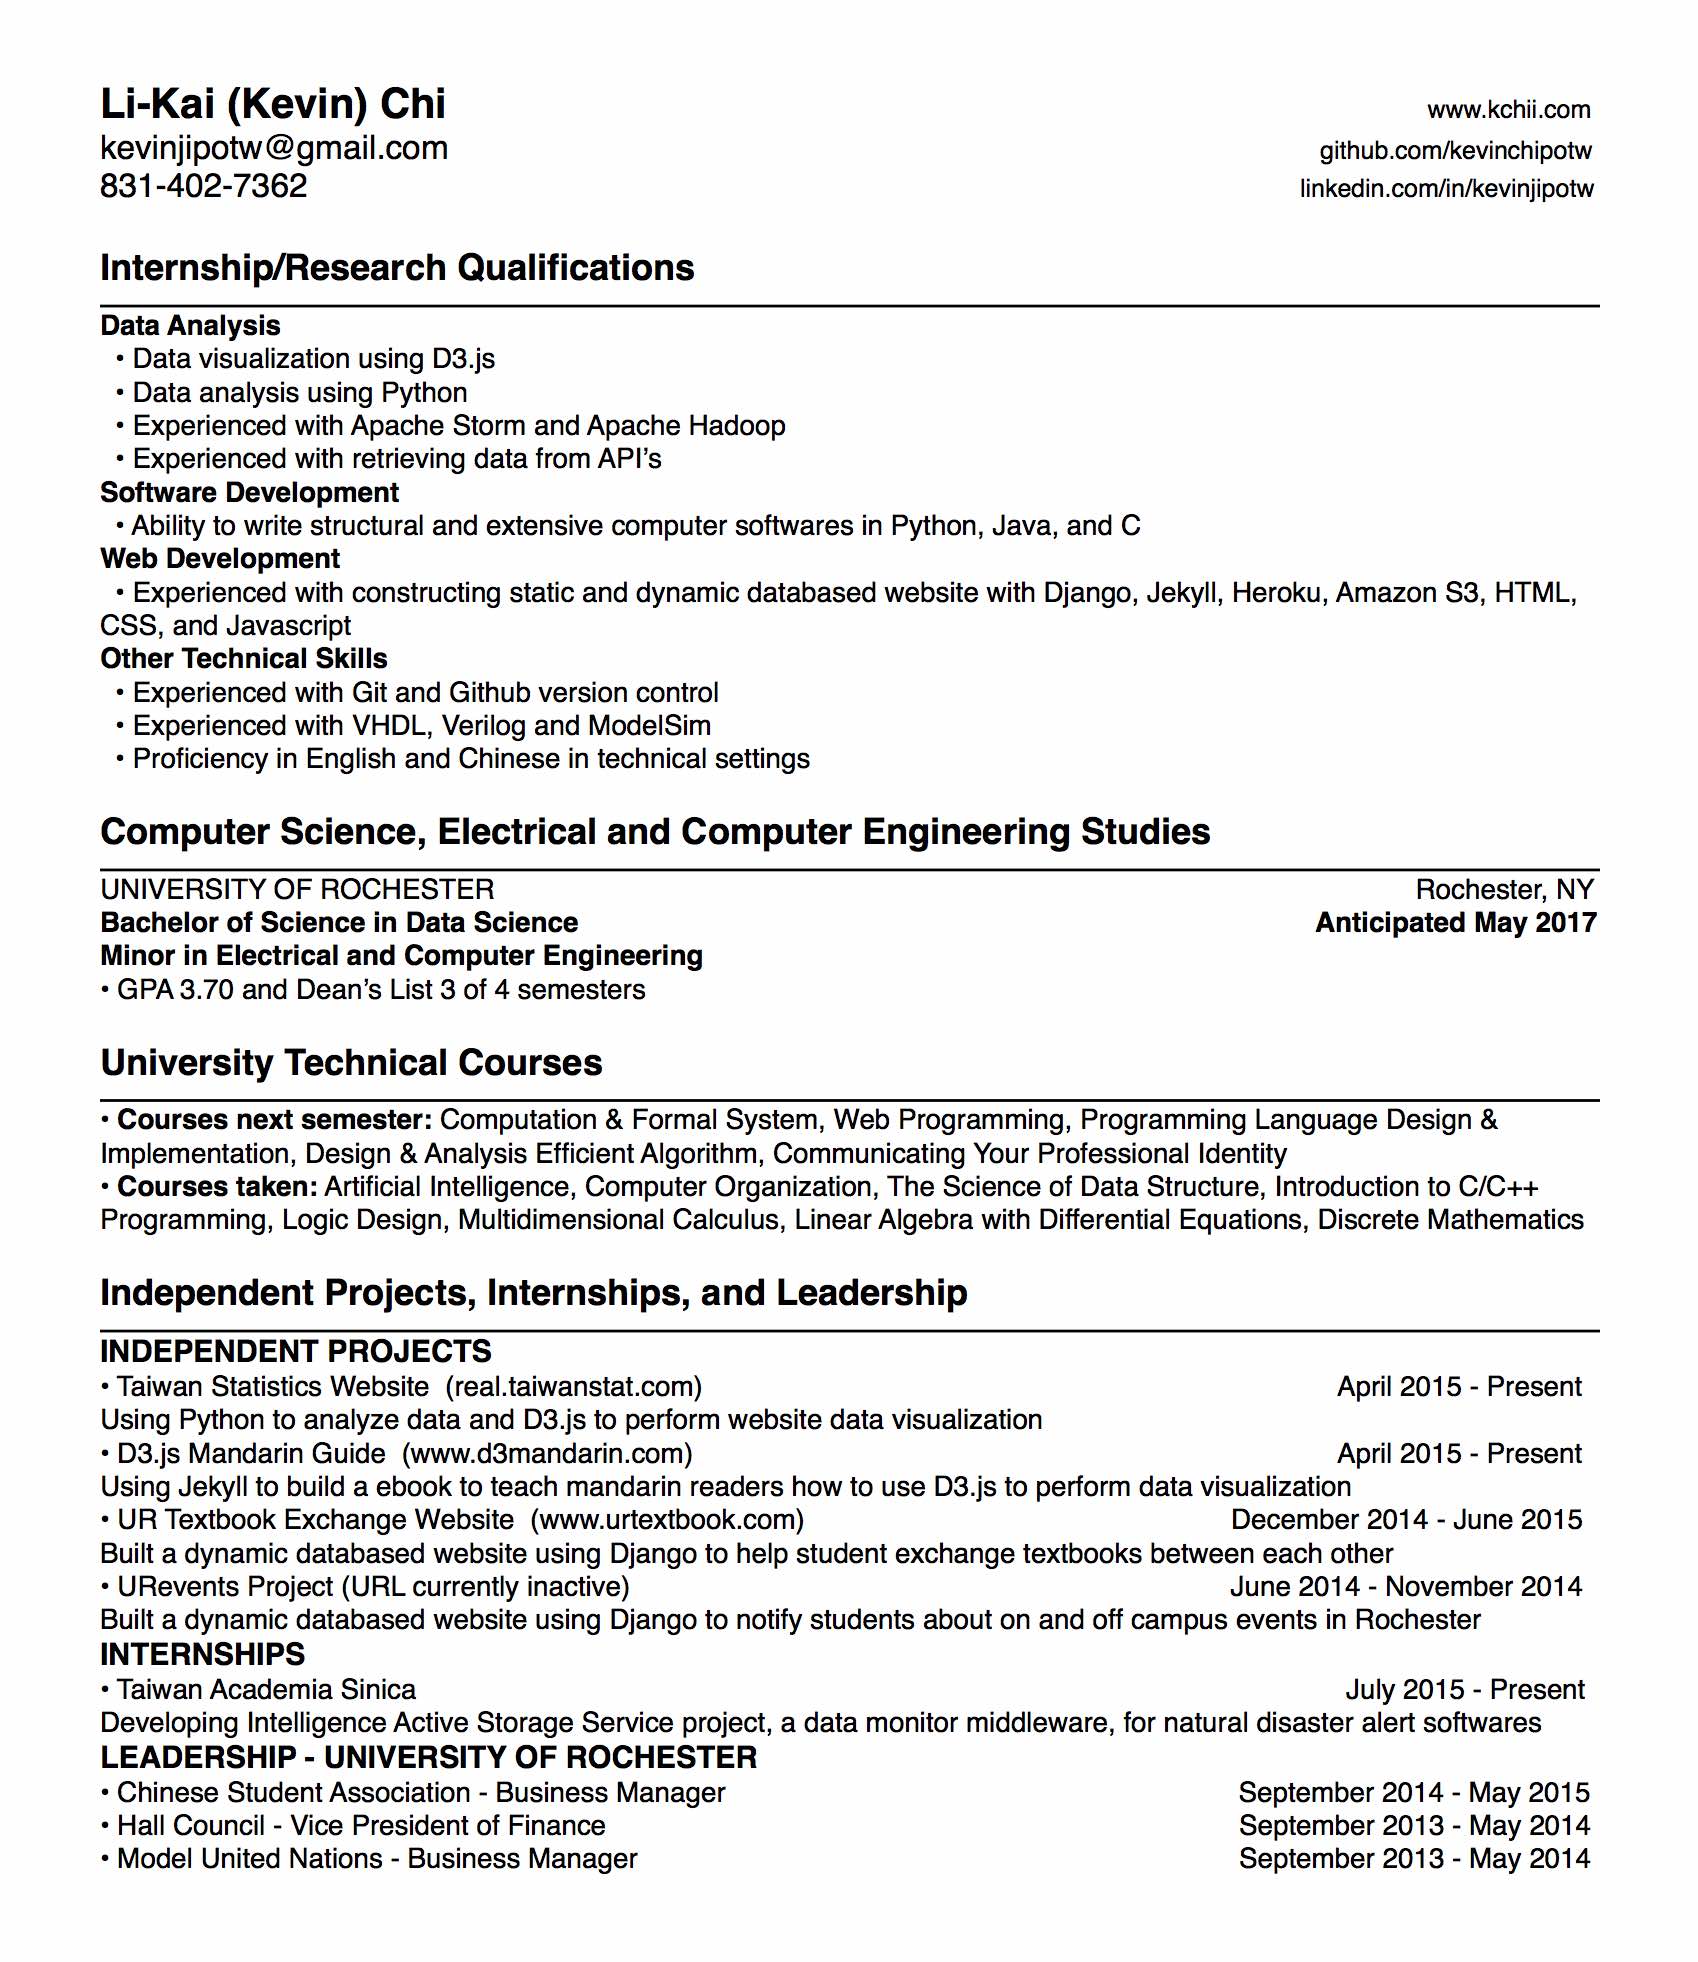 Li-Kai (Kevin) Chi www.kchii.com
kevinjipotw@gmail.com github.com/kevinchipotw
831-402-7362 linkedin.com/in/kevinjipotw
Internship/Research Qualifications
Data Analysis
• Data visualization using D3.js
• Data analysis using Python
• Experienced with Apache Storm and Apache Hadoop
• Experienced with retrieving data from API’s
Software Development
• Ability to write structural and extensive computer softwares in Python, Java, and C
Web Development
• Experienced with constructing static and dynamic databased website with Django, Jekyll, Heroku, Amazon S3, HTML,
CSS, and Javascript
Other Technical Skills
• Experienced with Git and Github version control
• Experienced with VHDL, Verilog and ModelSim
• Proficiency in English and Chinese in technical settings
Computer Science, Electrical and Computer Engineering Studies
UNIVERSITY OF ROCHESTER Rochester, NY
Bachelor of Science in Data Science Anticipated May 2017
Minor in Electrical and Computer Engineering
• GPA 3.70 and Dean’s List 3 of 4 semesters
University Technical Courses
• Courses next semester: Computation & Formal System, Web Programming, Programming Language Design &
Implementation, Design & Analysis Efficient Algorithm, Communicating Your Professional Identity
• Courses taken: Artificial Intelligence, Computer Organization, The Science of Data Structure, Introduction to C/C++
Programming, Logic Design, Multidimensional Calculus, Linear Algebra with Differential Equations, Discrete Mathematics
Independent Projects, Internships, and Leadership
INDEPENDENT PROJECTS
• Taiwan Statistics Website (real.taiwanstat.com) April 2015 - Present
Using Python to analyze data and D3.js to perform website data visualization
• D3.js Mandarin Guide (www.d3mandarin.com) April 2015 - Present
Using Jekyll to build a ebook to teach mandarin readers how to use D3.js to perform data visualization
• UR Textbook Exchange Website (www.urtextbook.com) December 2014 - June 2015
Built a dynamic databased website using Django to help student exchange textbooks between each other
• URevents Project (URL currently inactive) June 2014 - November 2014
Built a dynamic databased website using Django to notify students about on and off campus events in Rochester
INTERNSHIPS
• Taiwan Academia Sinica July 2015 - Present
Developing Intelligence Active Storage Service project, a data monitor middleware, for natural disaster alert softwares
LEADERSHIP - UNIVERSITY OF ROCHESTER
• Chinese Student Association - Business Manager September 2014 - May 2015
• Hall Council - Vice President of Finance September 2013 - May 2014
• Model United Nations - Business Manager September 2013 - May 2014